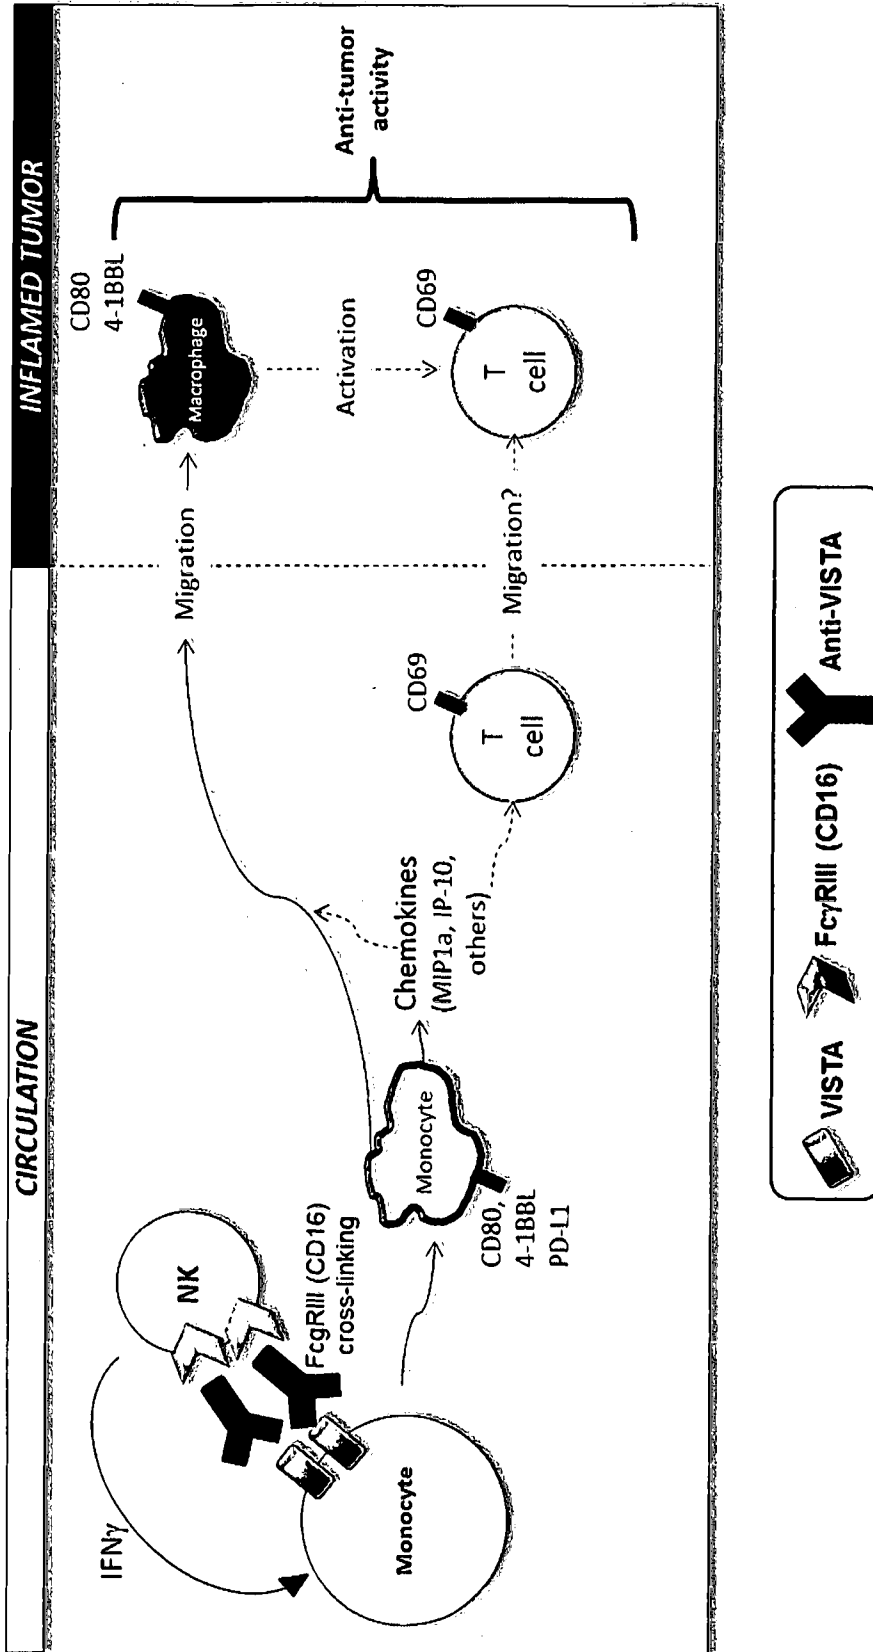 CIRCULATION
INFLAMED TUMOR
IFNγ
NK
FcgRIII (CD16)
cross-linking
Monocyte
Monocyte
CD80,
4-1BBL
PD-L1
Chemokines
(MIP1a, IP-10,
others)
Migration
CD69
T
cell
Migration?
CD80
4-1BBL
Macrophage
Activation
CD69
T
cell
Anti-tumor
activity
VISTA
FcγRIII (CD16)
Anti-VISTA